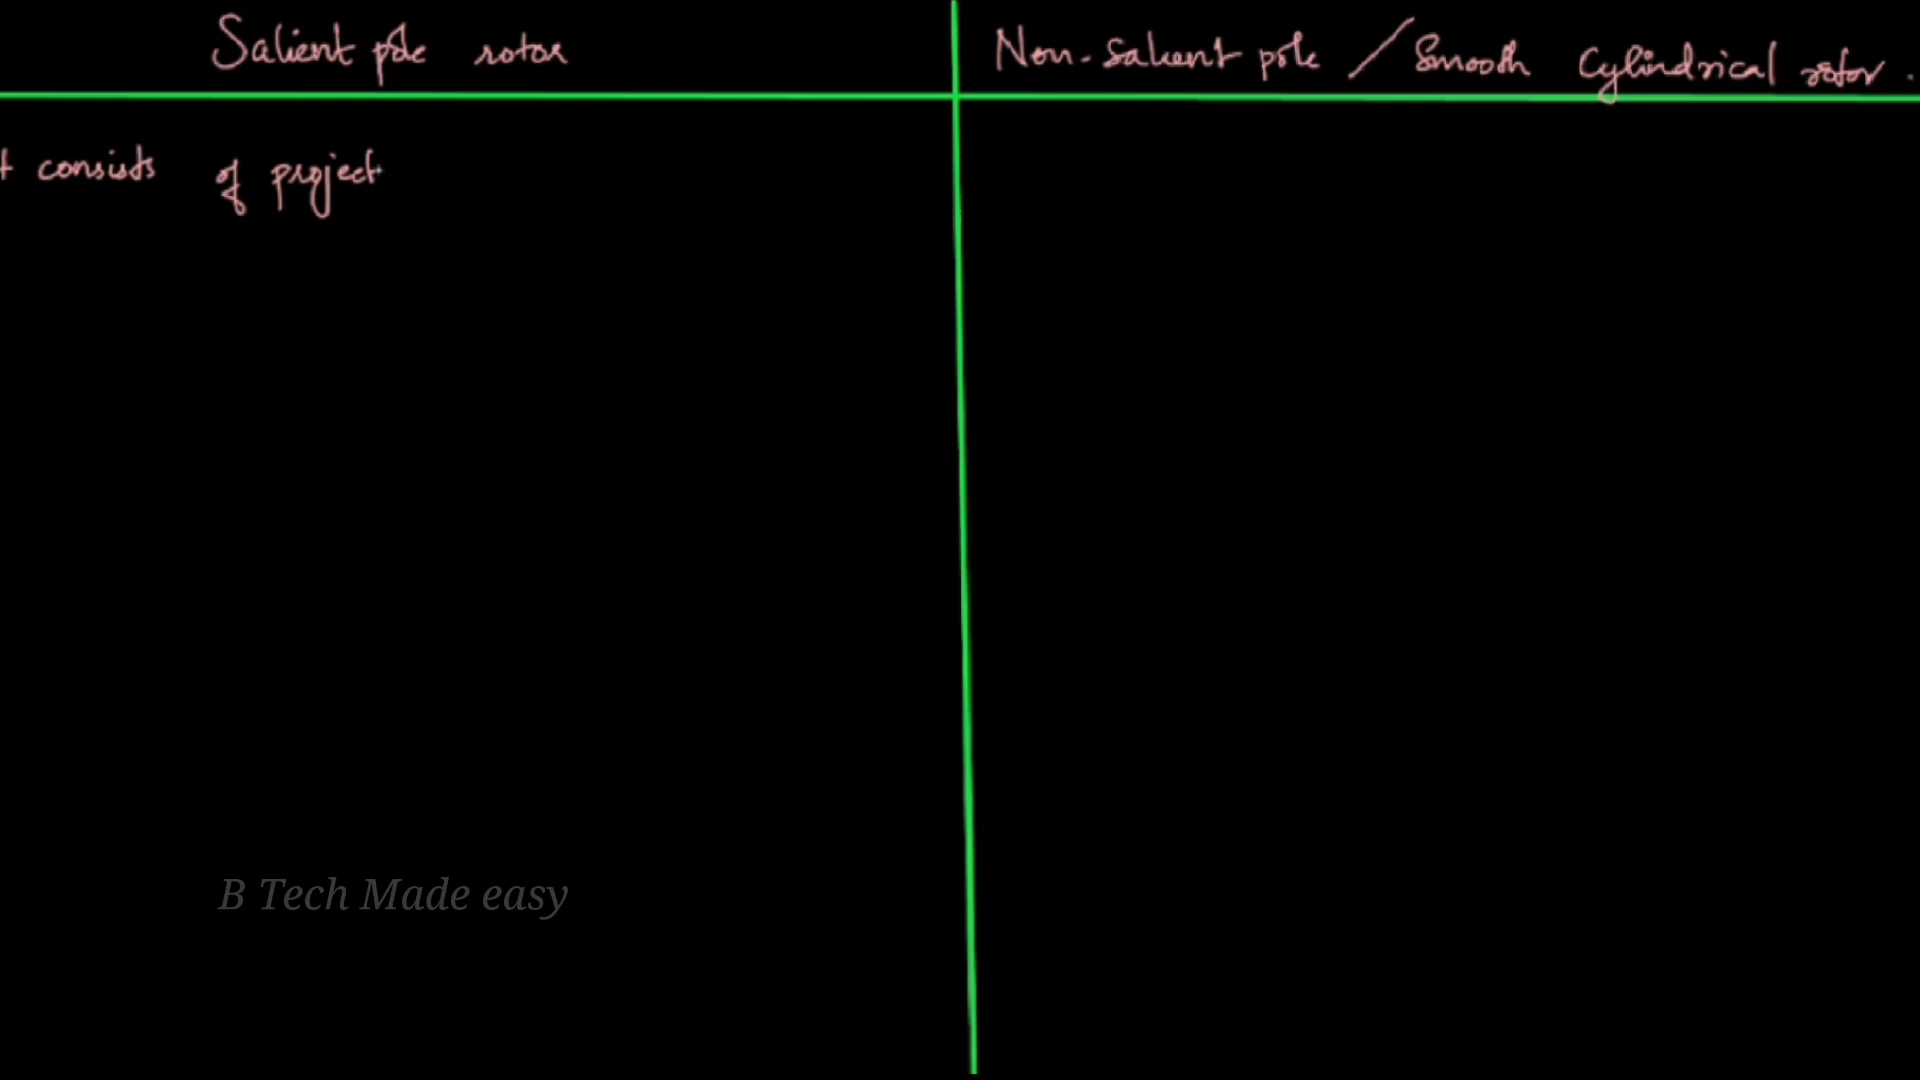 Salient pole rotor
Non-Salient pole / Smooth Cylindrical rotor.
t consists of project
B Tech Made easy